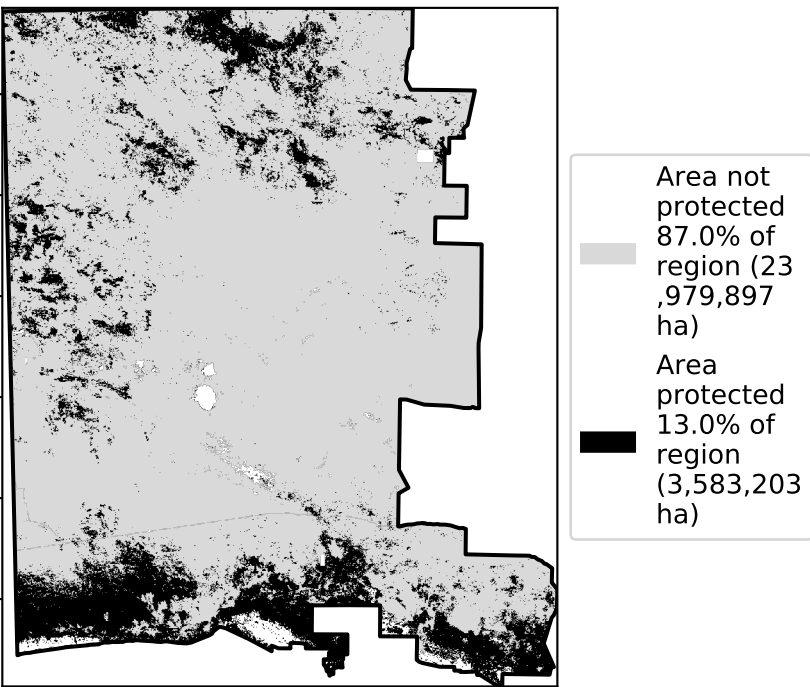 Area not
protected
87.0% of
region (23
,979,897
ha)
Area
protected
13.0% of
region
(3,583,203
ha)